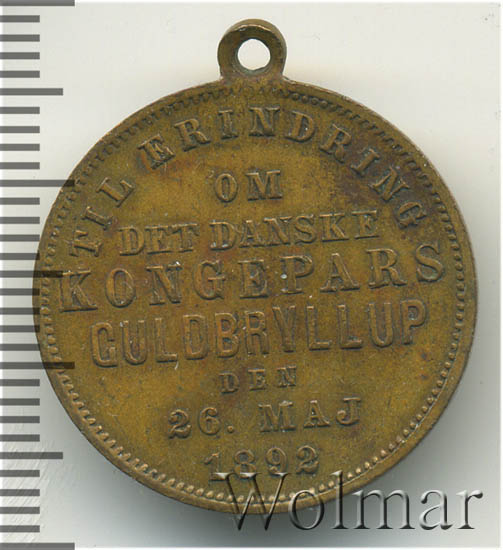 TIL ERINDRING
OM
DET DANSKE
KONGEPARS
GULDBRYLLUP
DEN
26. MAJ
1892
Wolmar